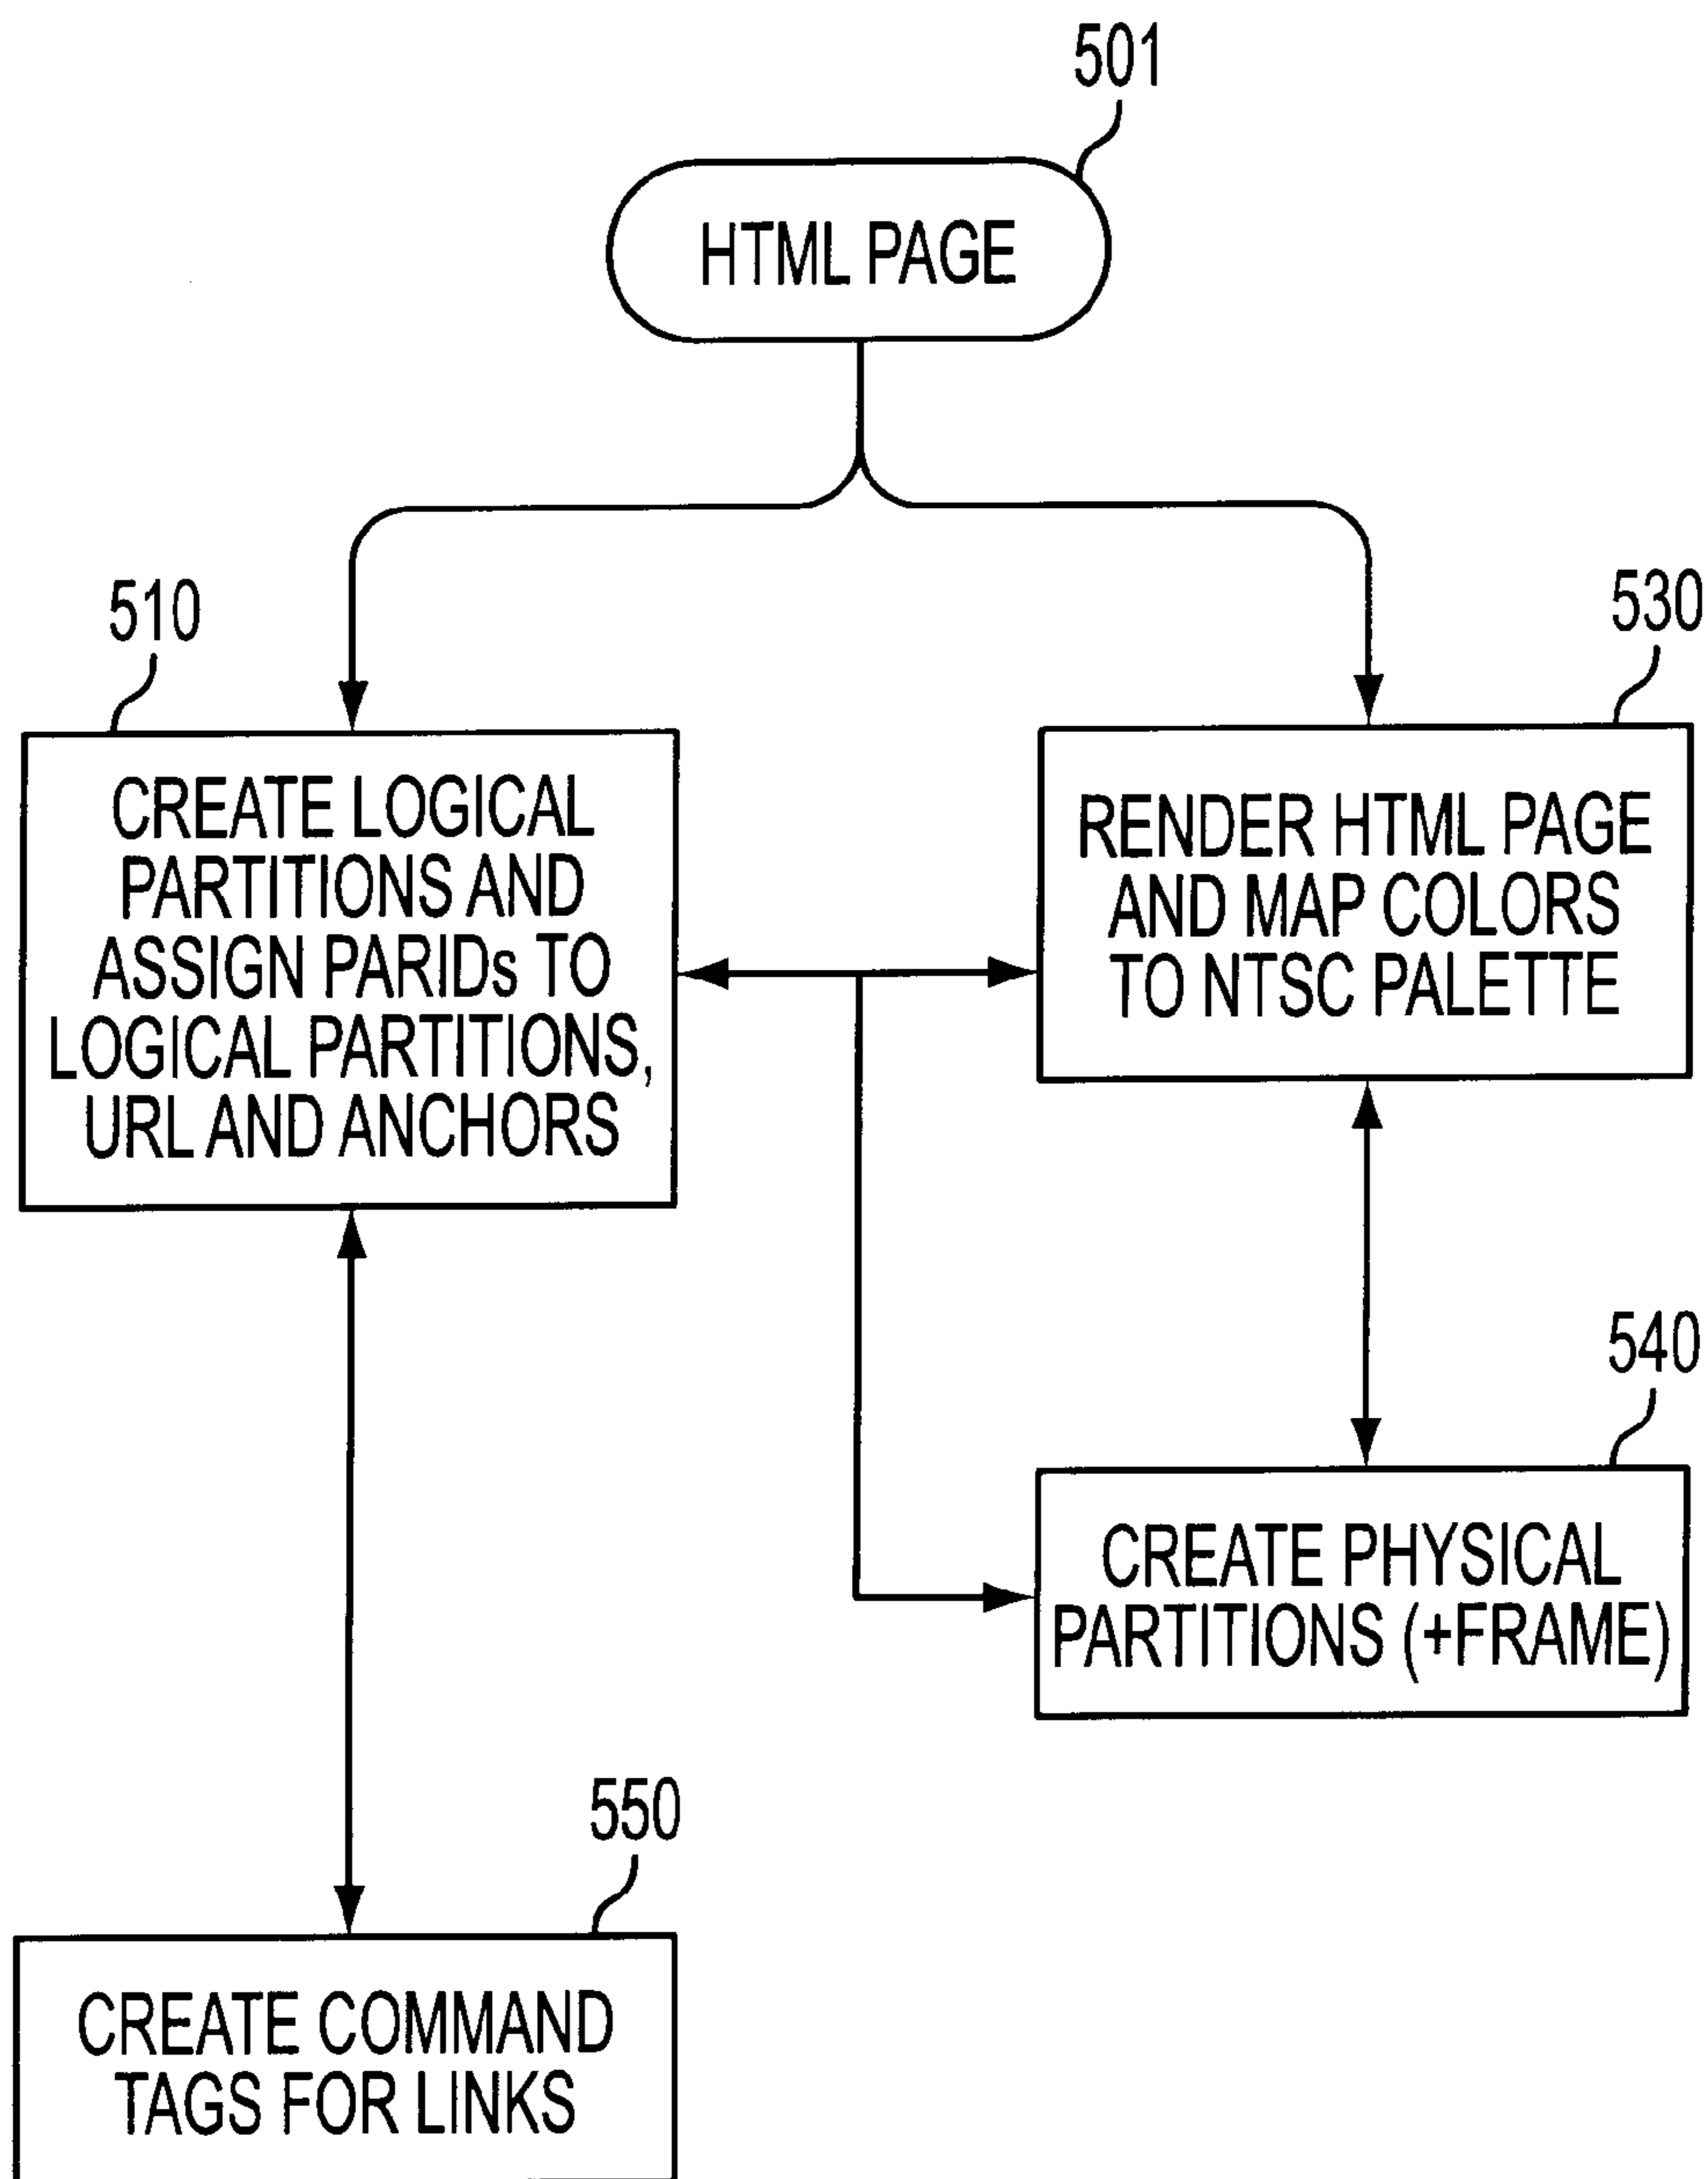 501
HTML PAGE
510
CREATE LOGICAL
PARTITIONS AND
ASSIGN PARIDs TO
LOGICAL PARTITIONS,
URL AND ANCHORS
530
RENDER HTML PAGE
AND MAP COLORS
TO NTSC PALETTE
540
CREATE PHYSICAL
PARTITIONS (+FRAME)
550
CREATE COMMAND
TAGS FOR LINKS